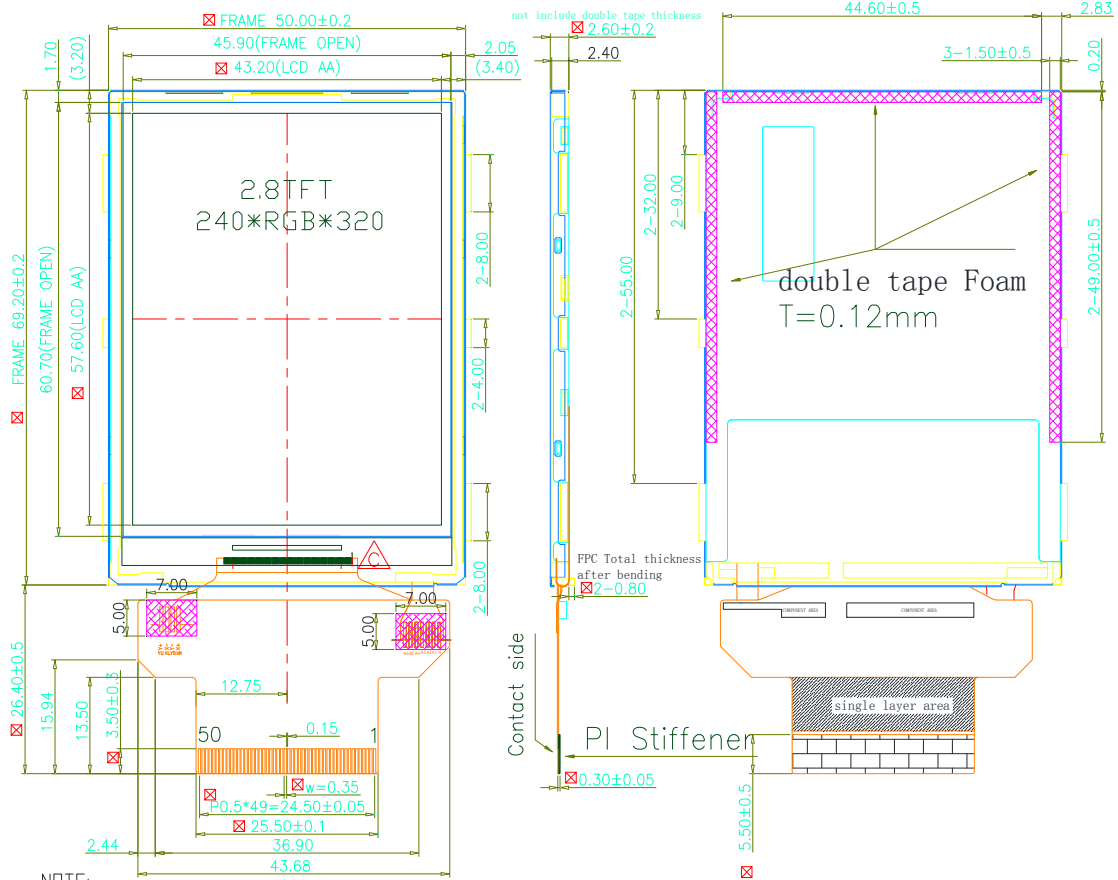 FRAME 50.00±0.2
45.90(FRAME OPEN)
2.05
43.20(LCD AA)
(3.40)
1.70
(3.20)
not include double tape thickness
2.60±0.2
2.40
44.60±0.5
2.83
3-1.50±0.5
0.20
2.8TFT
240*RGB*320
FRAME 69.20±0.2
60.70(FRAME OPEN)
57.60(LCD AA)
2-8.00
2-4.00
2-8.00
2-55.00
2-32.00
2-9.00
2-49.00±0.5
double tape Foam
T=0.12mm
C
FPC Total thickness
after bending
2-0.80
7.00
5.00
7.00
5.00
COMPONENT AREA
COMPONENT AREA
26.40±0.5
15.94
13.50
3.50±0.3
12.75
50
0.15
1
Contact side
PI Stiffener
single layer area
w=0.35
0.30±0.05
P0.5*49=24.50±0.05
25.50±0.1
5.50±0.5
2.44
36.90
43.68
NOTE: